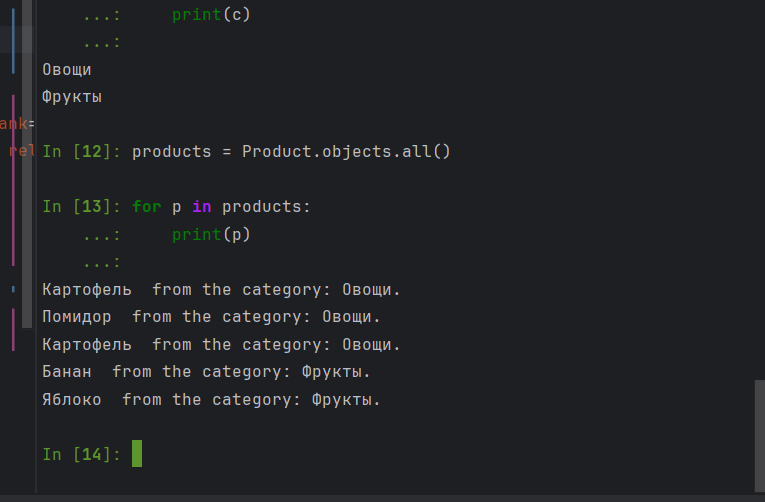 ...:     print(c)
...:
Овощи
Фрукты
ank=
In [12]: products = Product.objects.all()
rel
In [13]: for p in products:
...:     print(p)
...:
Картофель  from the category: Овощи.
Помидор  from the category: Овощи.
Картофель  from the category: Овощи.
Банан  from the category: Фрукты.
Яблоко  from the category: Фрукты.
In [14]: